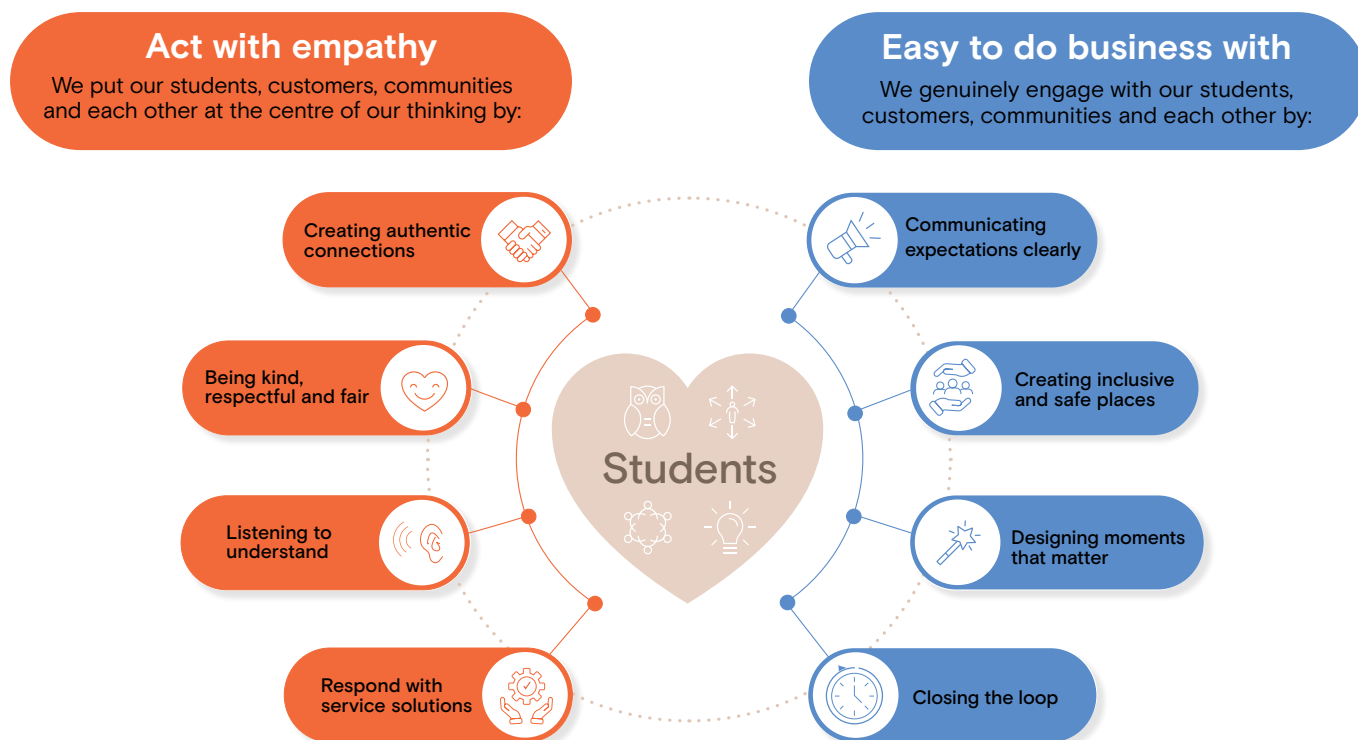 Act with empathy
We put our students, customers, communities
and each other at the centre of our thinking by:
Creating authentic
connections
Being kind,
respectful and fair
Listening to
understand
Respond with
service solutions
Students
Easy to do business with
We genuinely engage with our students,
customers, communities and each other by:
Communicating
expectations clearly
Creating inclusive
and safe places
Designing moments
that matter
Closing the loop